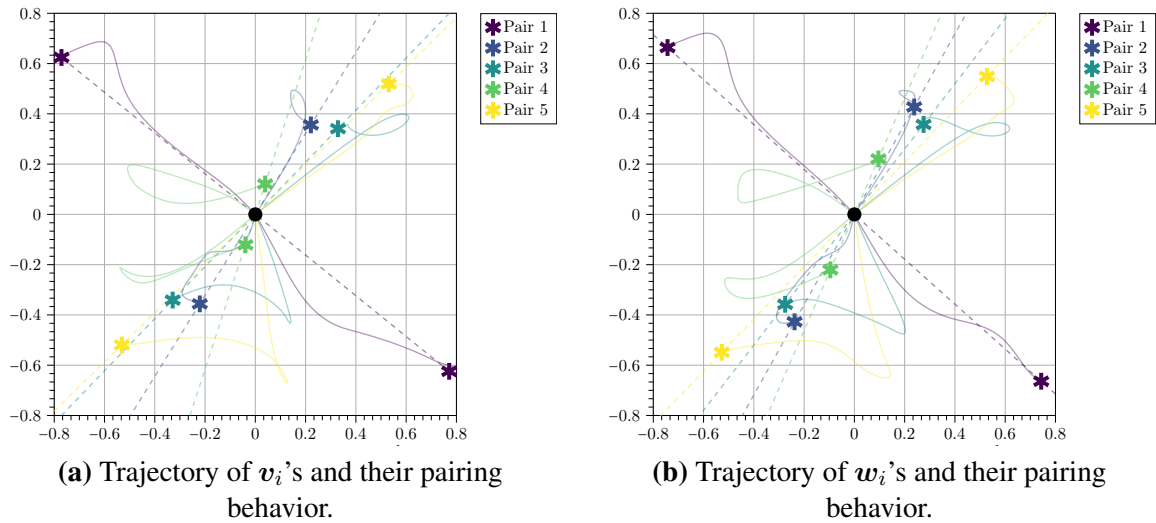 0.8
0.6
0.4
0.2
0
−0.2
−0.4
−0.6
−0.8
−0.8 −0.6 −0.4 −0.2 0 0.2 0.4 0.6 0.8
Pair 1
Pair 2
Pair 3
Pair 4
Pair 5
(a) Trajectory of vᵢ's and their pairing
behavior.
0.8
0.6
0.4
0.2
0
−0.2
−0.4
−0.6
−0.8
−0.8 −0.6 −0.4 −0.2 0 0.2 0.4 0.6 0.8
Pair 1
Pair 2
Pair 3
Pair 4
Pair 5
(b) Trajectory of wᵢ's and their pairing
behavior.